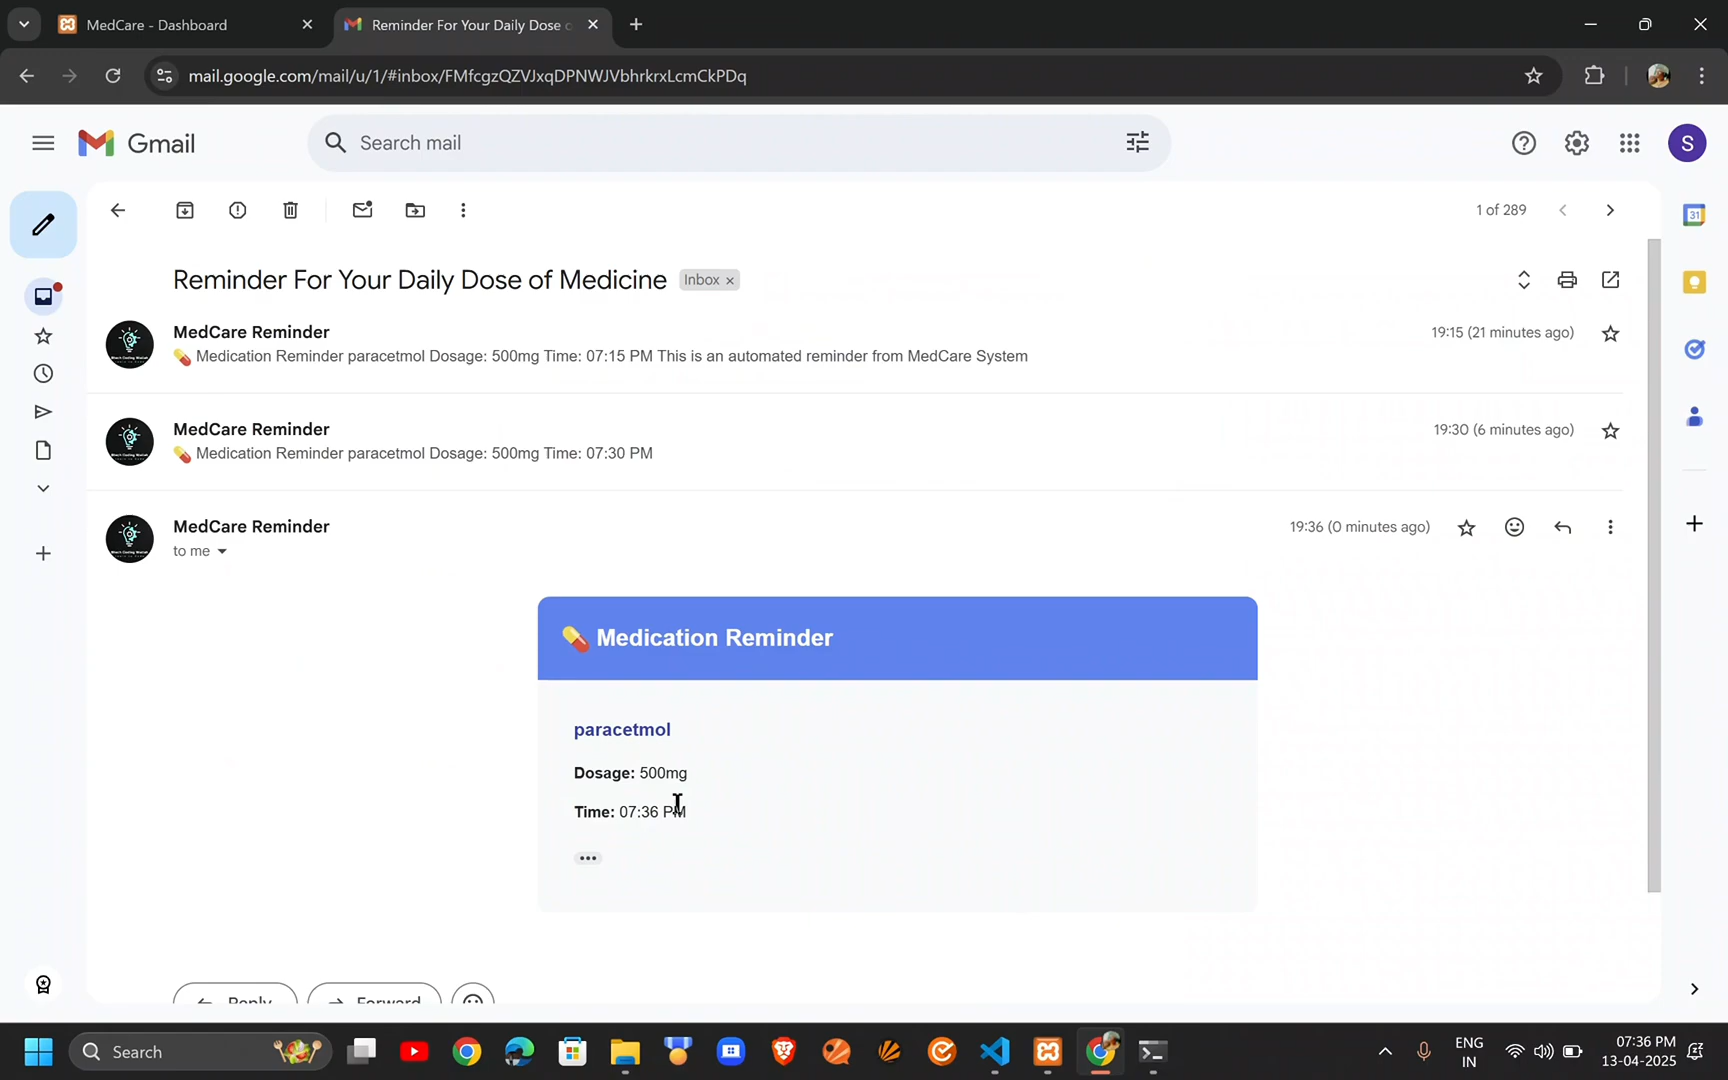 MedCare - Dashboard
Reminder For Your Daily Dose o
mail.google.com/mail/u/1/#inbox/FMfcgzQZVJxqDPNWJVbhrkrxLcmCkPDq
Gmail
Search mail
S
1 of 289
Reminder For Your Daily Dose of Medicine
Inbox ×
MedCare Reminder
19:15 (21 minutes ago)
Medication Reminder paracetmol Dosage: 500mg Time: 07:15 PM This is an automated reminder from MedCare System
MedCare Reminder
19:30 (6 minutes ago)
Medication Reminder paracetmol Dosage: 500mg Time: 07:30 PM
MedCare Reminder
19:36 (0 minutes ago)
to me
Medication Reminder
paracetmol
Dosage: 500mg
Time: 07:36 PM
Reply
Forward
31
Search
ENG
IN
07:36 PM
13-04-2025